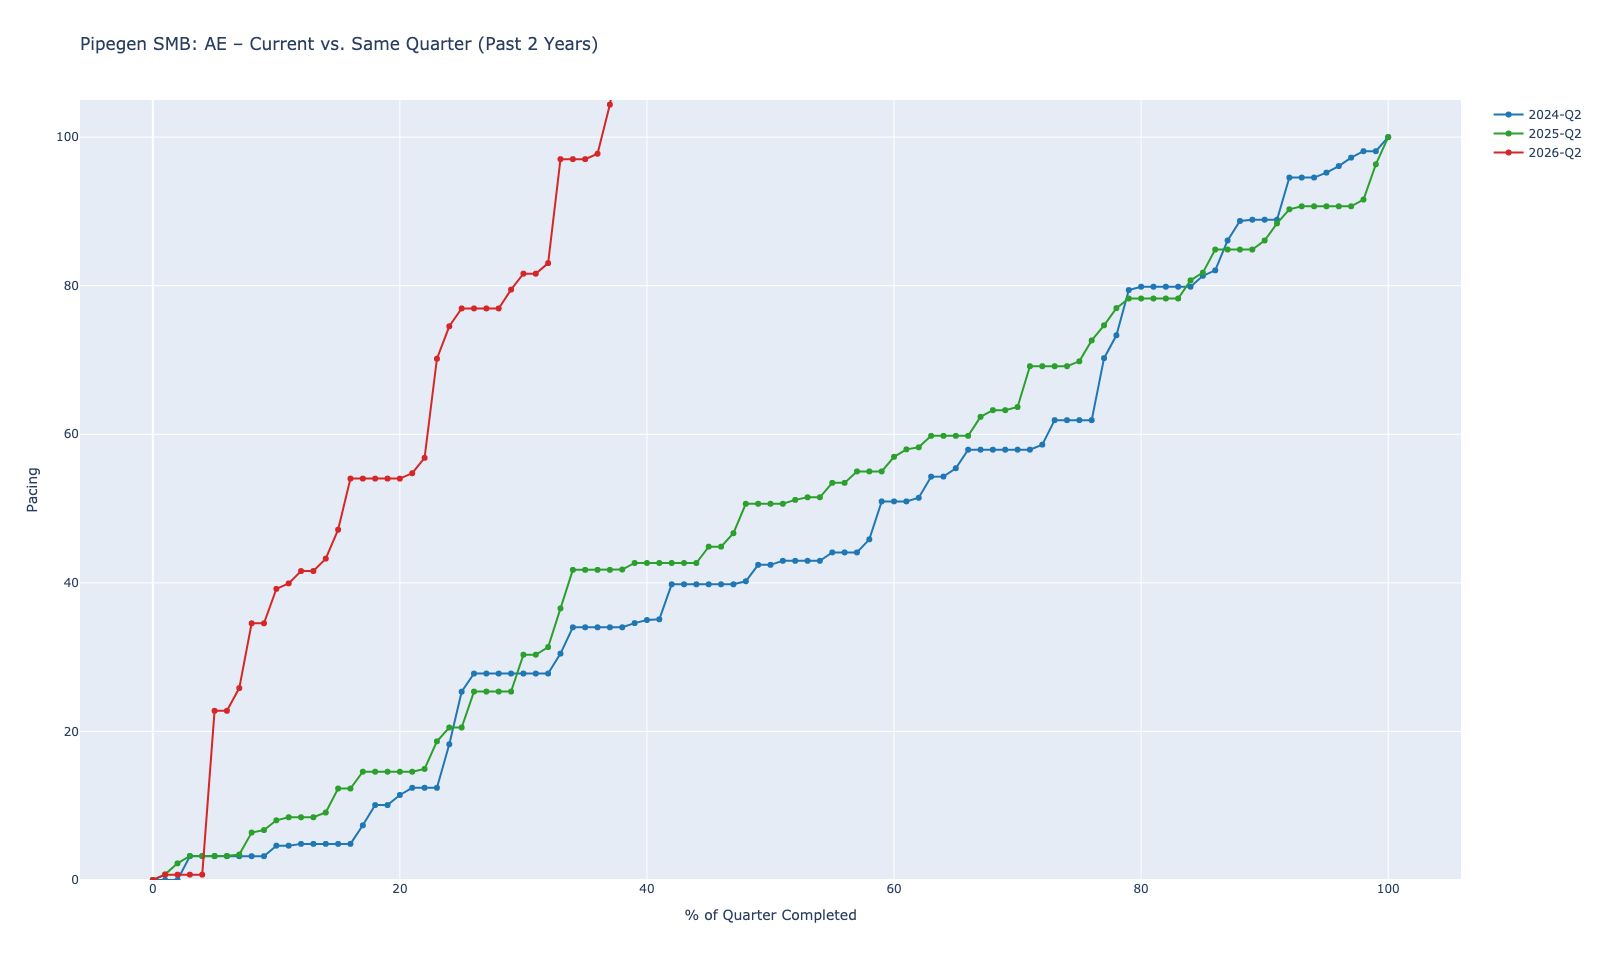 Pipegen SMB: AE – Current vs. Same Quarter (Past 2 Years)
2024-Q2
2025-Q2
2026-Q2
100
80
60
40
20
0
Pacing
0
20
40
60
80
100
% of Quarter Completed